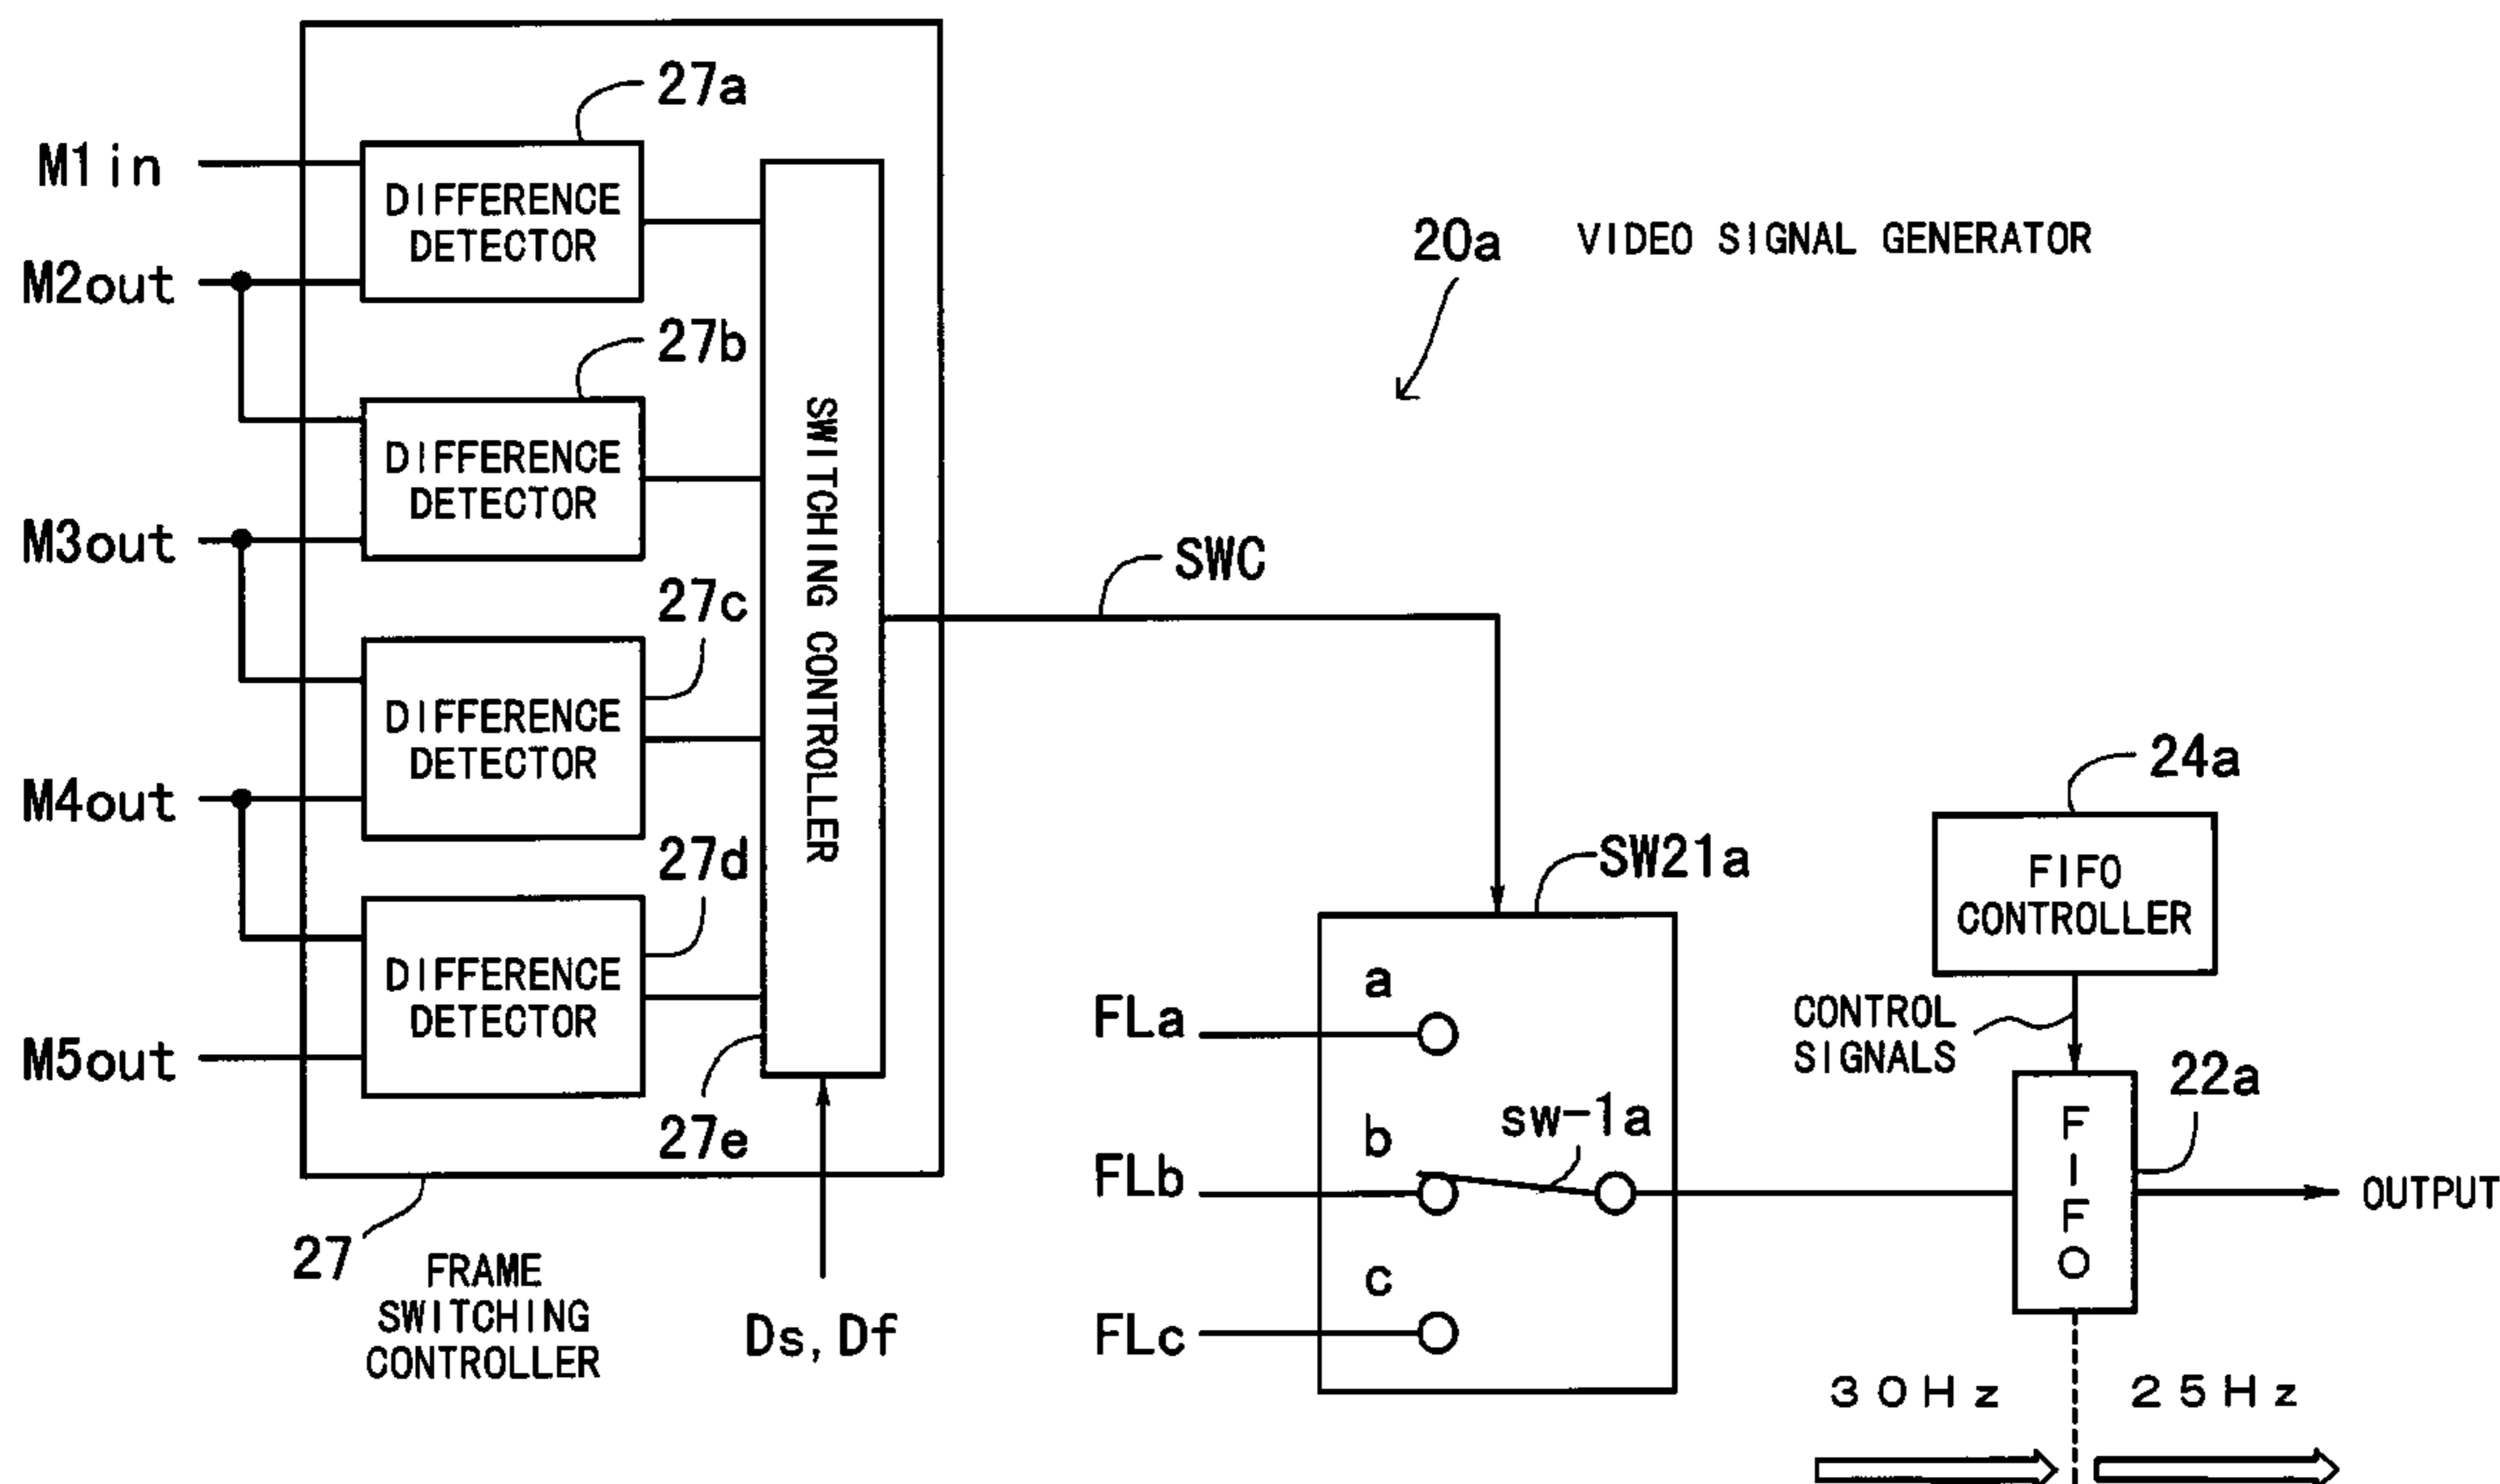 27a
M1in
DIFFERENCE
DETECTOR
M2out
20a VIDEO SIGNAL GENERATOR
27b
DIFFERENCE
DETECTOR
M3out
SWITCHING CONTROLLER
SWC
27c
DIFFERENCE
DETECTOR
M4out
27d
DIFFERENCE
DETECTOR
M5out
27e
27
FRAME
SWITCHING
CONTROLLER
Ds, Df
SW21a
a
FLa
b
sw-1a
FLb
c
FLc
24a
FIFO
CONTROLLER
CONTROL
SIGNALS
22a
FIFO
OUTPUT
30Hz
25Hz